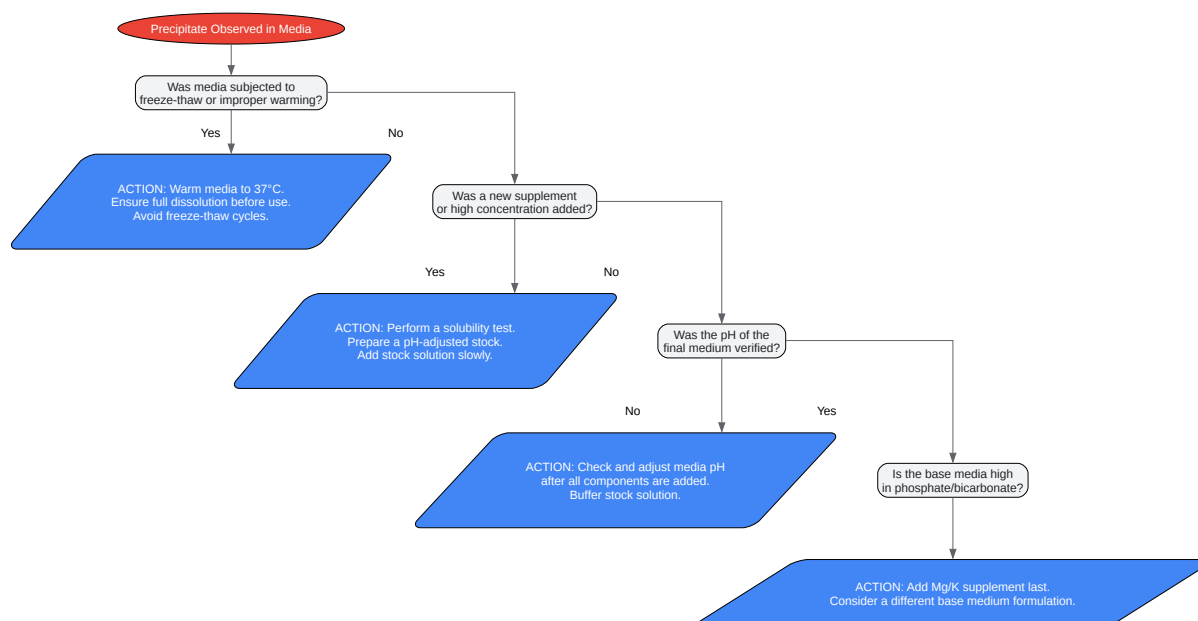 Precipitate Observed in Media
Was media subjected to
freeze-thaw or improper warming?
Yes
No
ACTION: Warm media to 37°C.
Ensure full dissolution before use.
Avoid freeze-thaw cycles.
Was a new supplement
or high concentration added?
Yes
No
ACTION: Perform a solubility test.
Prepare a pH-adjusted stock.
Add stock solution slowly.
Was the pH of the
final medium verified?
No
Yes
ACTION: Check and adjust media pH
after all components are added.
Buffer stock solution.
Is the base media high
in phosphate/bicarbonate?
ACTION: Add Mg/K supplement last.
Consider a different base medium formulation.